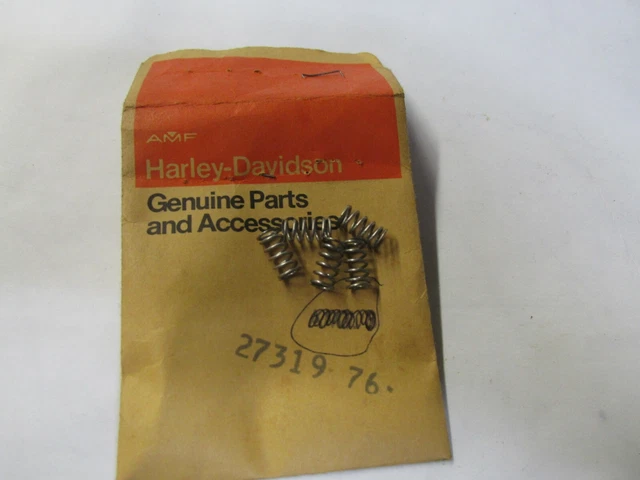 AMF
Harley-Davidson
Genuine Parts
and Accessories
27319 76.